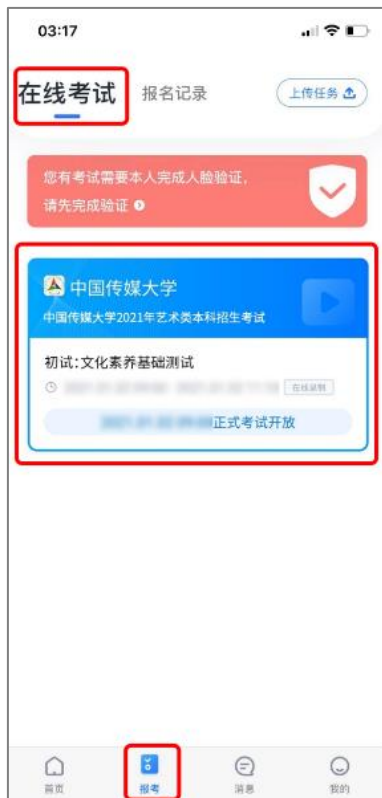 03:17
在线考试 报名记录 上传任务
您有考试需要本人完成人脸验证,
请先完成验证
中国传媒大学
中国传媒大学2021年艺术类本科招生考试
初试:文化素养基础测试
正式考试开放
首页 报考 消息 我的